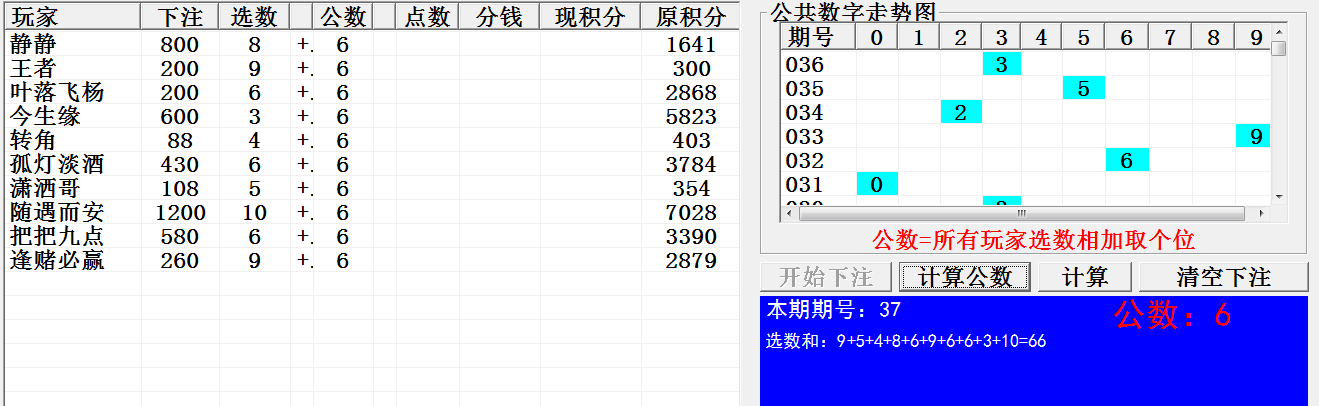 玩家 下注 选数 公数 点数 分钱 现积分 原积分
静静 800 8 +. 6 1641
王者 200 9 +. 6 300
叶落飞杨 200 6 +. 6 2868
今生缘 600 3 +. 6 5823
转角 88 4 +. 6 403
孤灯淡酒 430 6 +. 6 3784
潇洒哥 108 5 +. 6 354
随遇而安 1200 10 +. 6 7028
把把九点 580 6 +. 6 3390
逢赌必赢 260 9 +. 6 2879
公共数字走势图
期号 0 1 2 3 4 5 6 7 8 9
036 3
035 5
034 2
033 9
032 6
031 0
公数=所有玩家选数相加取个位
开始下注 计算公数 计算 清空下注
本期期号：37
公数：6
选数和：9+5+4+8+6+9+6+6+3+10=66